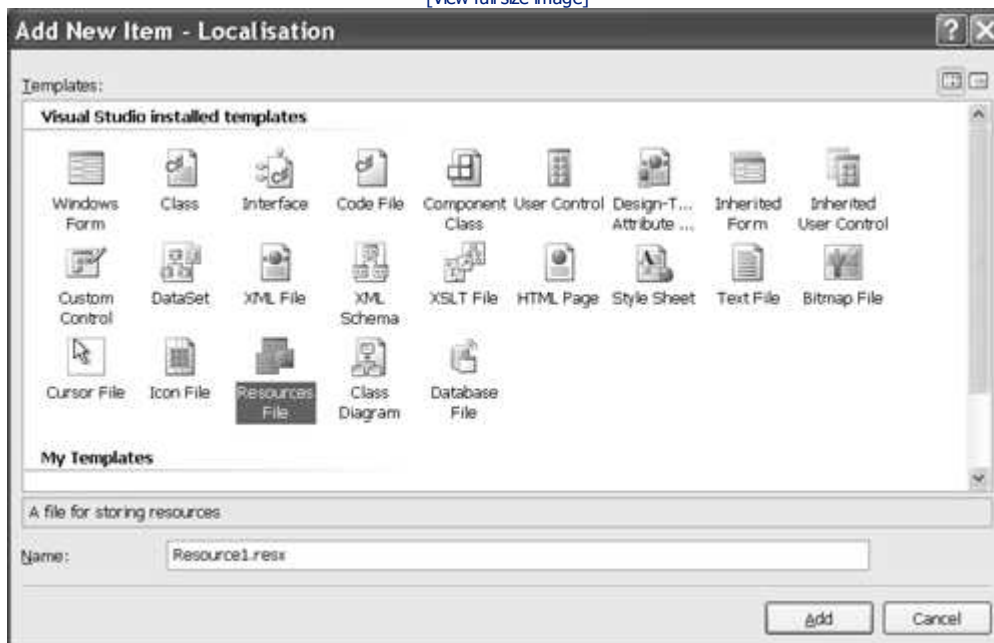 [View full size image]
Add New Item - Localisation
Templates:
Visual Studio installed templates
Windows Form
Class
Interface
Code File
Component Class
User Control
Design-T... Attribute ...
Inherited Form
Inherited User Control
Custom Control
DataSet
XML File
XML Schema
XSLT File
HTML Page
Style Sheet
Text File
Bitmap File
Cursor File
Icon File
Resources File
Class Diagram
Database File
My Templates
A file for storing resources
Name:
Resource1.resx
Add
Cancel